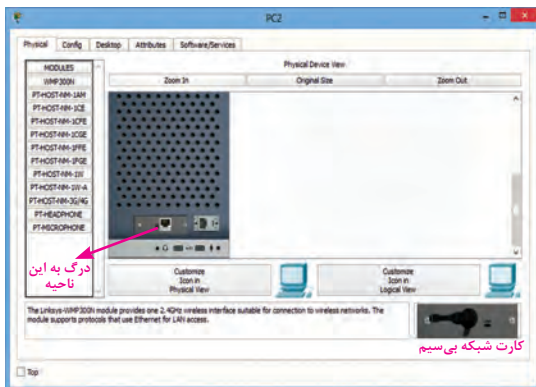 PC2
Physical Config Desktop Attributes Software/Services
MODULES
WMP300N
PT-HOST-NM-1AM
PT-HOST-NM-1CE
PT-HOST-NM-1CFE
PT-HOST-NM-1CGE
PT-HOST-NM-1FFE
PT-HOST-NM-1FGE
PT-HOST-NM-1W
PT-HOST-NM-1W-A
PT-HOST-NM-3G/4G
PT-HEADPHONE
PT-MICROPHONE
Physical Device View
Zoom In Original Size Zoom Out
درگ به این
ناحیه
Customize
Icon in
Physical View
Customize
Icon in
Logical View
The Linksys-WMP300N module provides one 2.4GHz wireless interface suitable for connection to wireless networks. The
module supports protocols that use Ethernet for LAN access.
کارت شبکه بی‌سیم
Top